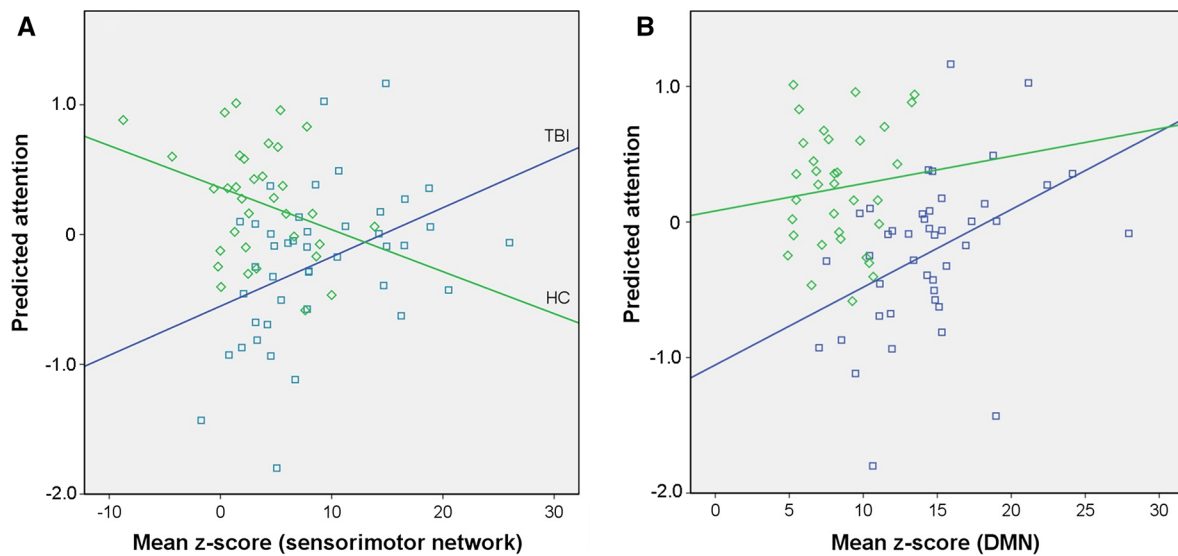 A
Predicted attention
1.0
0
-1.0
-2.0
TBI
HC
-10 0 10 20 30
Mean z-score (sensorimotor network)
B
Predicted attention
1.0
0
-1.0
-2.0
0 5 10 15 20 25 30
Mean z-score (DMN)